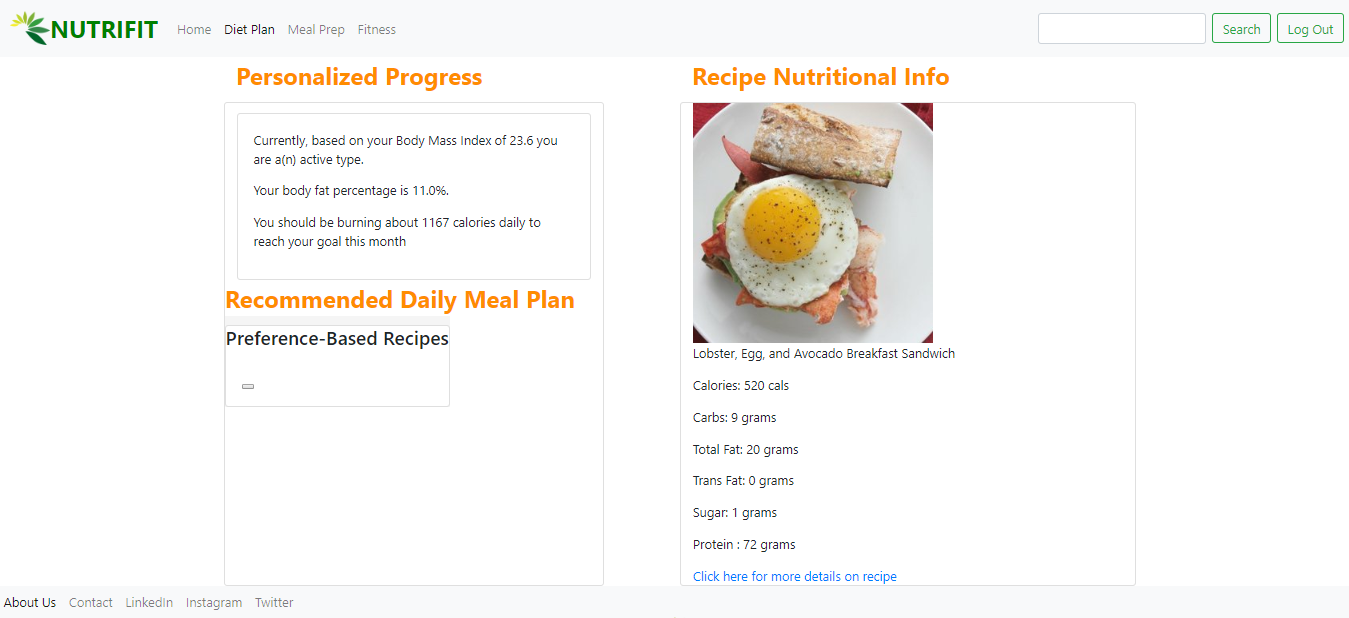 NUTRIFIT Home Diet Plan Meal Prep Fitness Search Log Out
Personalized Progress
Currently, based on your Body Mass Index of 23.6 you
are a(n) active type.
Your body fat percentage is 11.0%.
You should be burning about 1167 calories daily to
reach your goal this month
Recommended Daily Meal Plan
Preference-Based Recipes
Recipe Nutritional Info
Lobster, Egg, and Avocado Breakfast Sandwich
Calories: 520 cals
Carbs: 9 grams
Total Fat: 20 grams
Trans Fat: 0 grams
Sugar: 1 grams
Protein : 72 grams
Click here for more details on recipe
About Us Contact LinkedIn Instagram Twitter